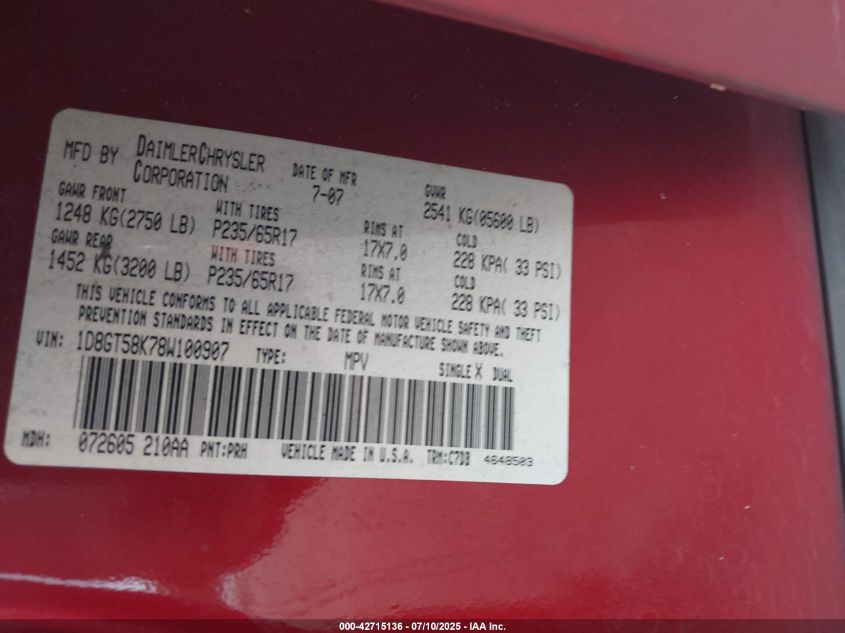 MFD BY DAIMLERCHRYSLER CORPORATION
DATE OF MFR 7-07
GVWR 2541 KG(05600 LB)
GAWR FRONT WITH TIRES RIMS AT COLD
1248 KG(2750 LB) P235/65R17 17X7.0 228 KPA( 33 PSI)
GAWR REAR WITH TIRES RIMS AT COLD
1452 KG(3200 LB) P235/65R17 17X7.0 228 KPA( 33 PSI)
THIS VEHICLE CONFORMS TO ALL APPLICABLE FEDERAL MOTOR VEHICLE SAFETY AND THEFT
PREVENTION STANDARDS IN EFFECT ON THE DATE OF MANUFACTURE SHOWN ABOVE.
VIN: 1D8GT58K78W100907 TYPE: MPV SINGLE X DUAL
MDH: 072605 210AA PNT:PRH VEHICLE MADE IN U.S.A. TRM:C7D8 4648503
000-42715136 - 07/10/2025 - IAA Inc.